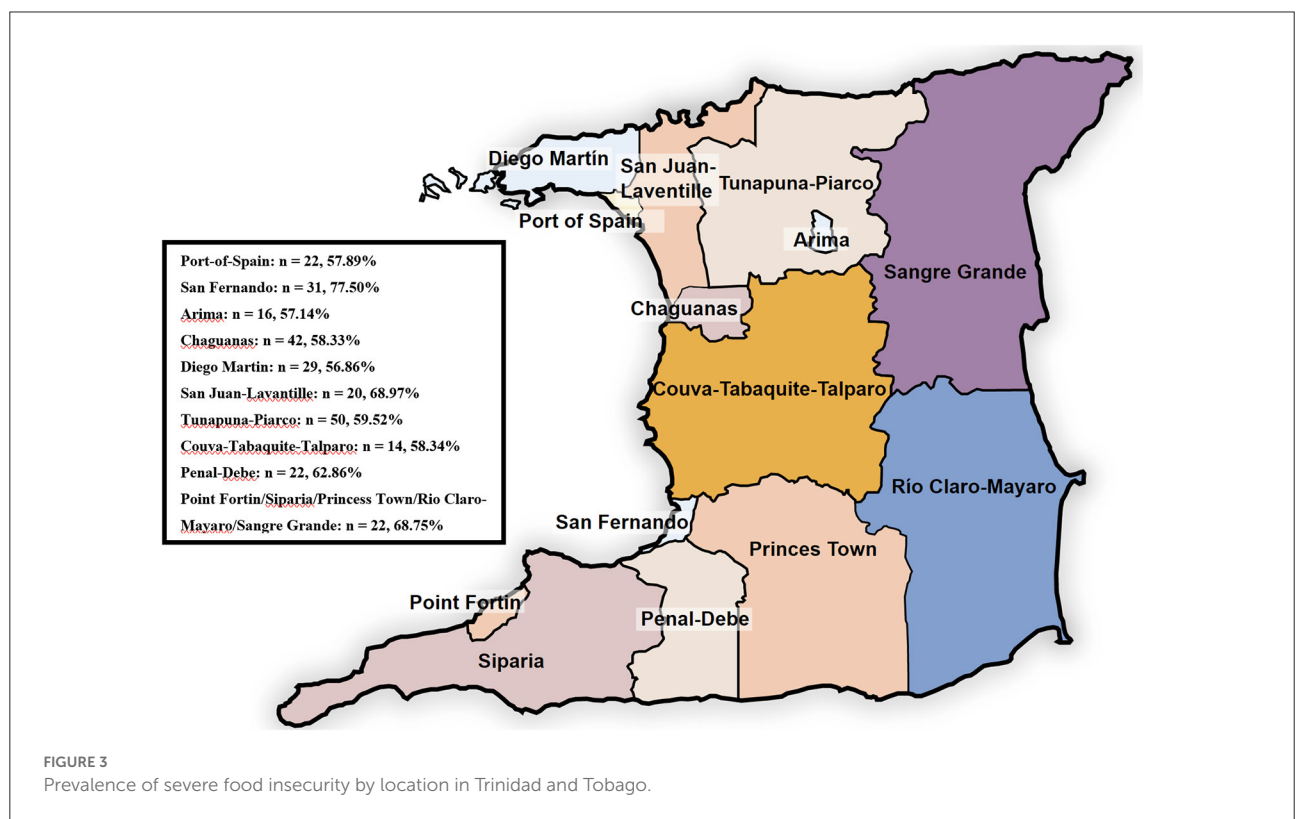 Diego Martín
San Juan-
Laventille
Tunapuna-Piarco
Port of Spain
Arima
Sangre Grande
Chaguanas
Couva-Tabaquite-Talparo
Río Claro-Mayaro
San Fernando
Princes Town
Point Fortin
Penal-Debe
Siparia
Port-of-Spain: n = 22, 57.89%
San Fernando: n = 31, 77.50%
Arima: n = 16, 57.14%
Chaguanas: n = 42, 58.33%
Diego Martin: n = 29, 56.86%
San Juan-Lavantille: n = 20, 68.97%
Tunapuna-Piarco: n = 50, 59.52%
Couva-Tabaquite-Talparo: n = 14, 58.34%
Penal-Debe: n = 22, 62.86%
Point Fortin/Siparia/Princess Town/Rio Claro-
Mayaro/Sangre Grande: n = 22, 68.75%
FIGURE 3
Prevalence of severe food insecurity by location in Trinidad and Tobago.